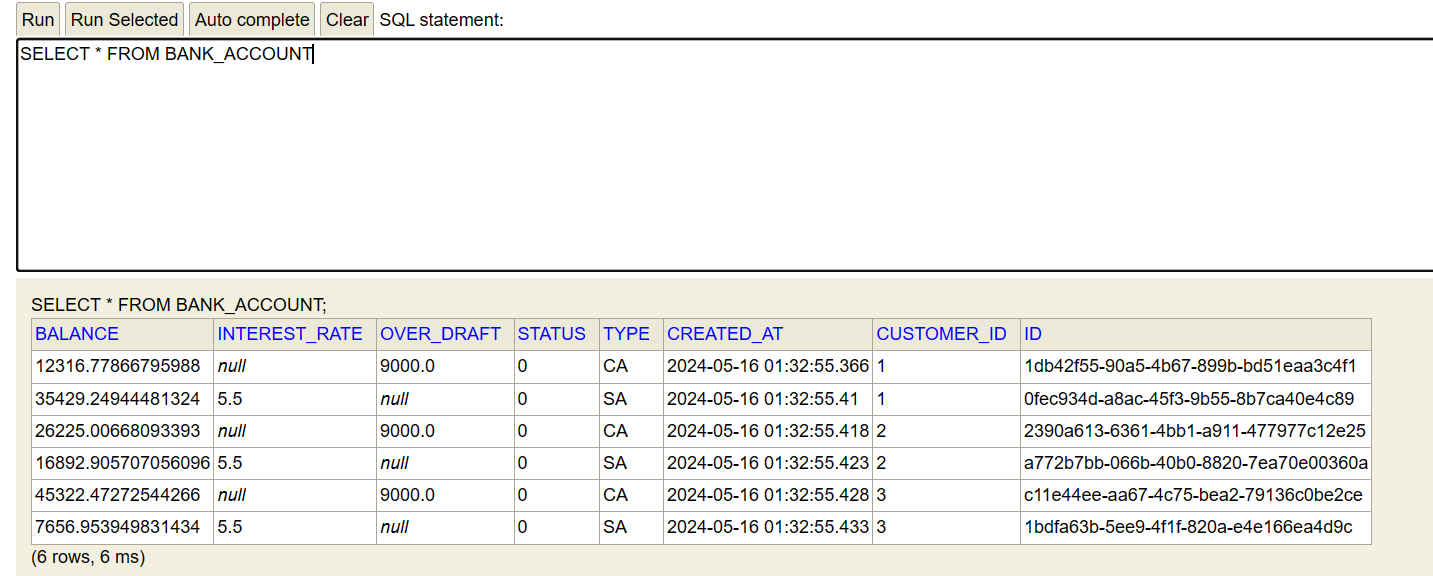 Run Run Selected Auto complete Clear SQL statement:
SELECT * FROM BANK_ACCOUNT
SELECT * FROM BANK_ACCOUNT;
BALANCE INTEREST_RATE OVER_DRAFT STATUS TYPE CREATED_AT CUSTOMER_ID ID
12316.77866795988 null 9000.0 0 CA 2024-05-16 01:32:55.366 1 1db42f55-90a5-4b67-899b-bd51eaa3c4f1
35429.24944481324 5.5 null 0 SA 2024-05-16 01:32:55.41 1 0fec934d-a8ac-45f3-9b55-8b7ca40e4c89
26225.00668093393 null 9000.0 0 CA 2024-05-16 01:32:55.418 2 2390a613-6361-4bb1-a911-477977c12e25
16892.905707056096 5.5 null 0 SA 2024-05-16 01:32:55.423 2 a772b7bb-066b-40b0-8820-7ea70e00360a
45322.47272544266 null 9000.0 0 CA 2024-05-16 01:32:55.428 3 c11e44ee-aa67-4c75-bea2-79136c0be2ce
7656.953949831434 5.5 null 0 SA 2024-05-16 01:32:55.433 3 1bdfa63b-5ee9-4f1f-820a-e4e166ea4d9c
(6 rows, 6 ms)